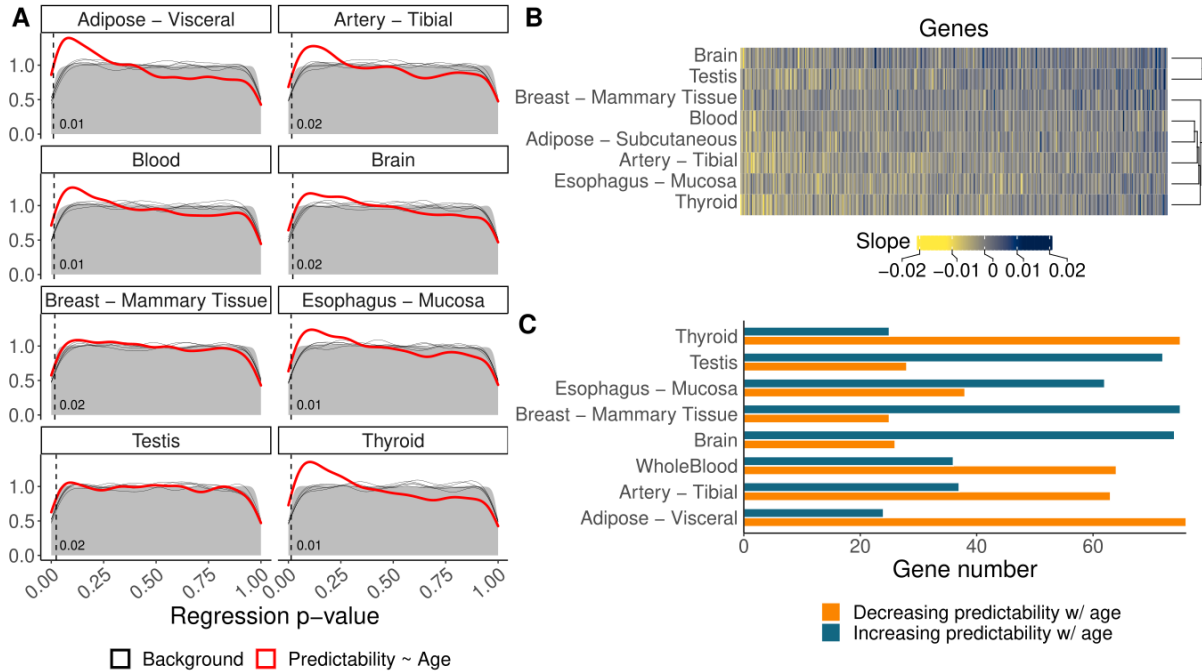 A
Adipose − Visceral
Artery − Tibial
1.0
0.5
0.0
0.01
0.02
Blood
Brain
1.0
0.5
0.0
0.01
0.02
Breast − Mammary Tissue
Esophagus − Mucosa
1.0
0.5
0.0
0.02
0.01
Testis
Thyroid
1.0
0.5
0.0
0.02
0.01
0.00 0.25 0.50 0.75 1.00 0.00 0.25 0.50 0.75 1.00
Regression p−value
Background Predictability ~ Age
B
Genes
Brain
Testis
Breast − Mammary Tissue
Blood
Adipose − Subcutaneous
Artery − Tibial
Esophagus − Mucosa
Thyroid
Slope
−0.02 −0.01 0 0.01 0.02
C
Thyroid
Testis
Esophagus − Mucosa
Breast − Mammary Tissue
Brain
WholeBlood
Artery − Tibial
Adipose − Visceral
0 20 40 60
Gene number
Decreasing predictability w/ age
Increasing predictability w/ age